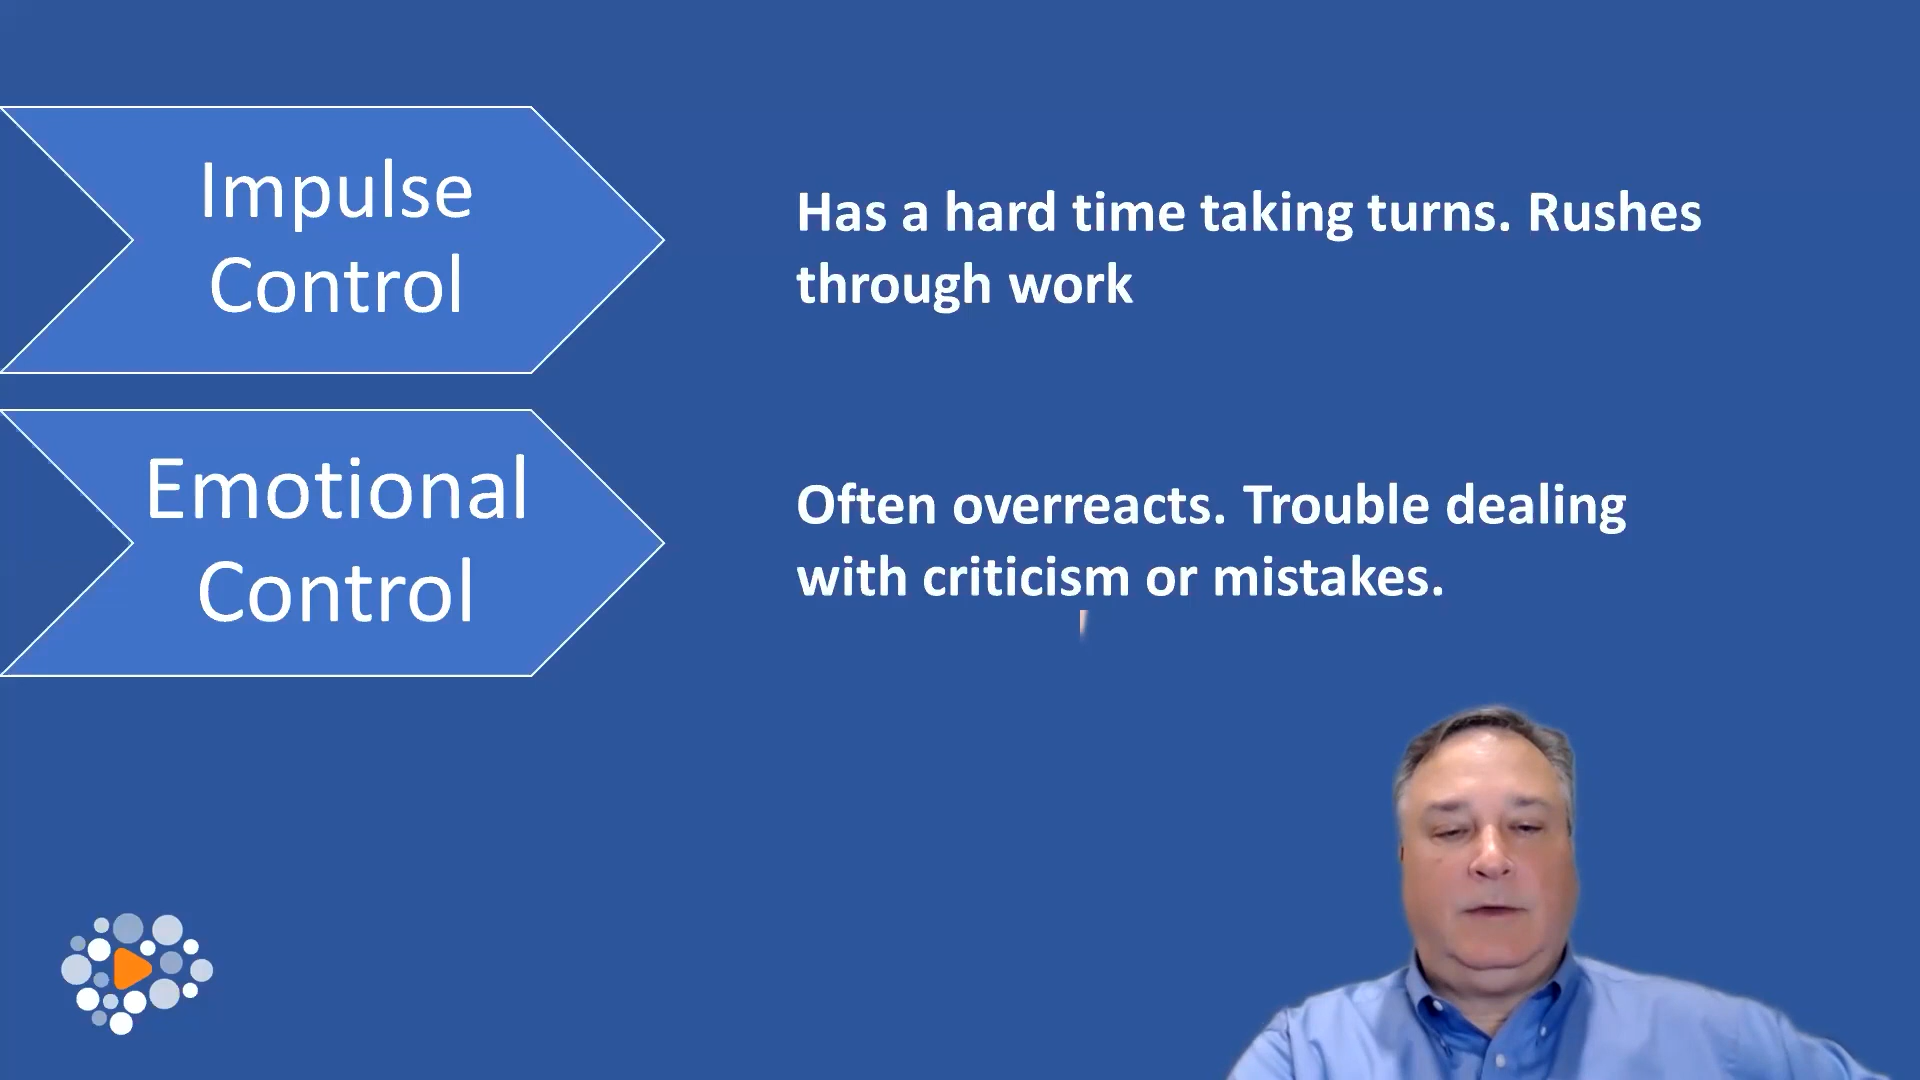 Impulse
Control
Has a hard time taking turns. Rushes
through work
Emotional
Control
Often overreacts. Trouble dealing
with criticism or mistakes.